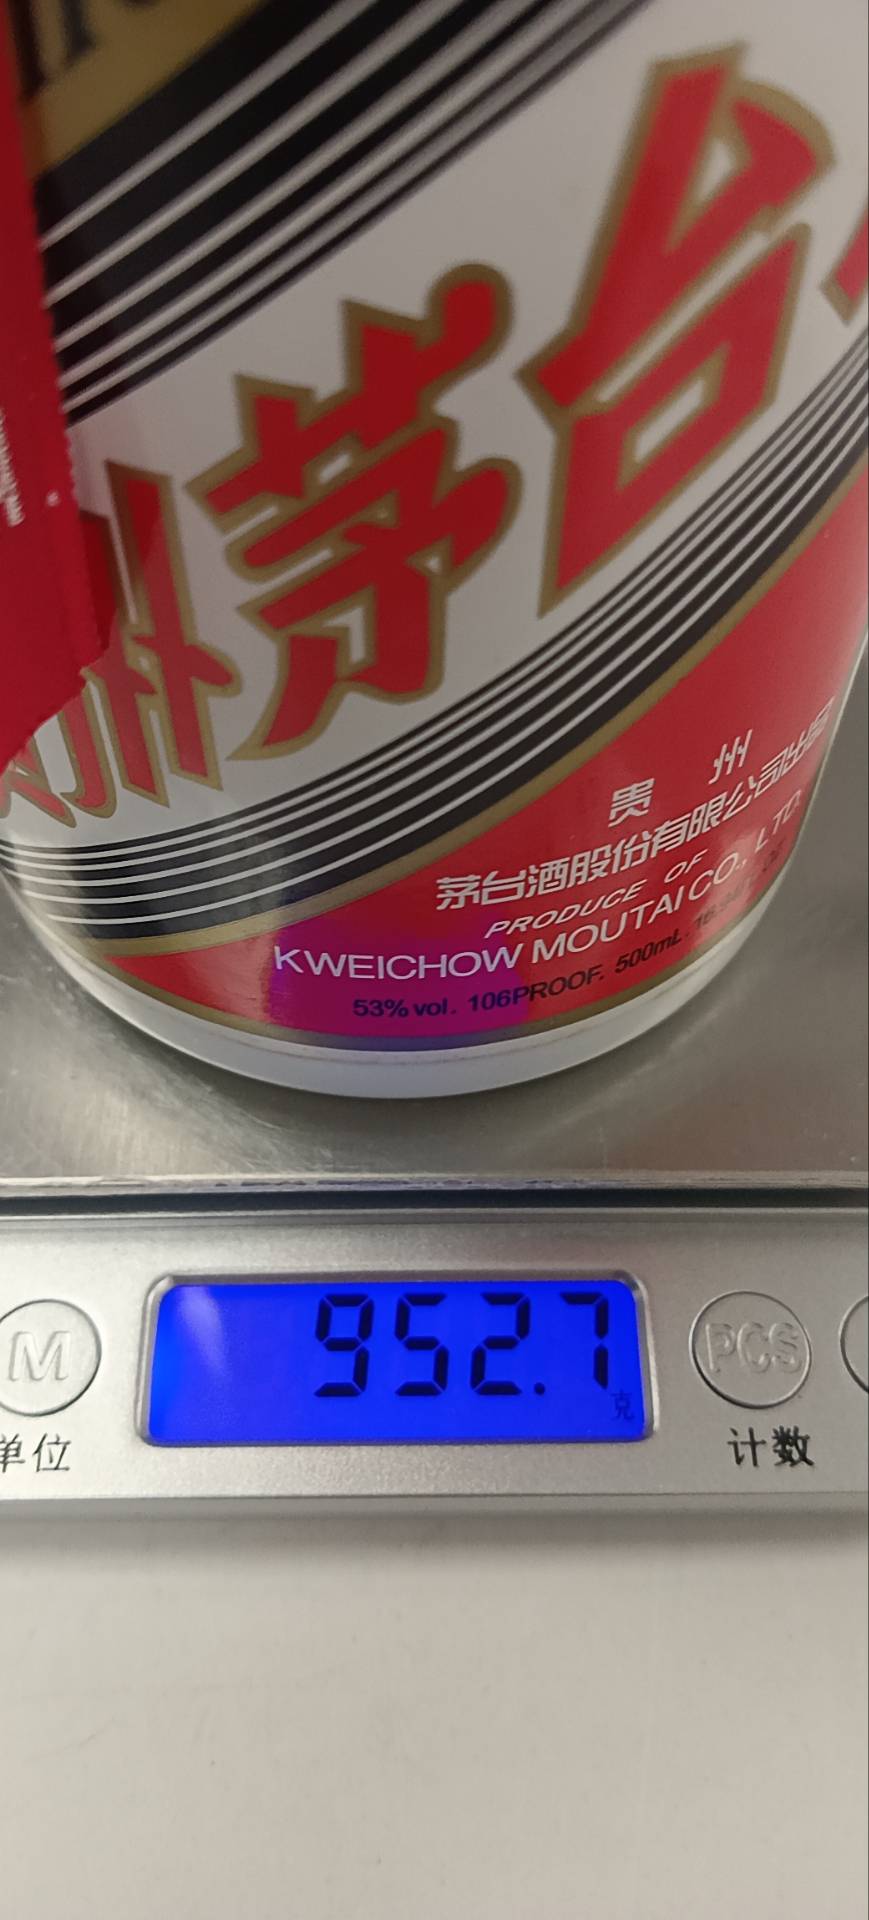 州茅台
贵州
茅台酒股份有限公司出品
PRODUCE OF
KWEICHOW MOUTAI CO., LTD.
53% vol. 106PROOF. 500mL.
952.7
克
M
PCS
单位
计数